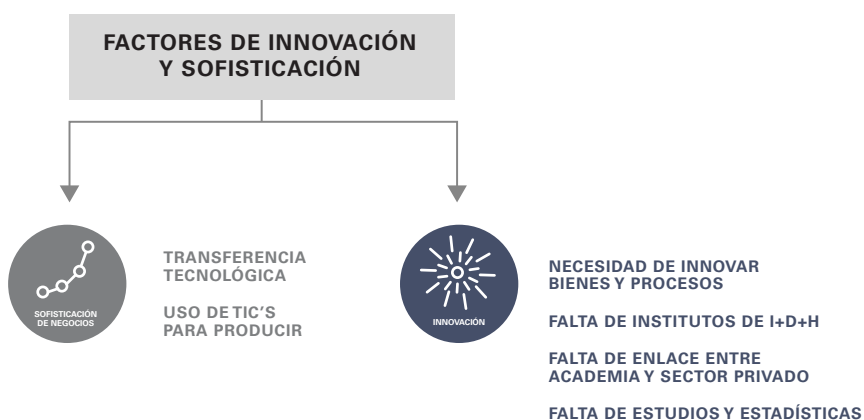 FACTORES DE INNOVACIÓN
Y SOFISTICACIÓN
SOFISTICACIÓN
DE NEGOCIOS
TRANSFERENCIA
TECNOLÓGICA
USO DE TIC'S
PARA PRODUCIR
INNOVACIÓN
NECESIDAD DE INNOVAR
BIENES Y PROCESOS
FALTA DE INSTITUTOS DE I+D+H
FALTA DE ENLACE ENTRE
ACADEMIA Y SECTOR PRIVADO
FALTA DE ESTUDIOS Y ESTADÍSTICAS